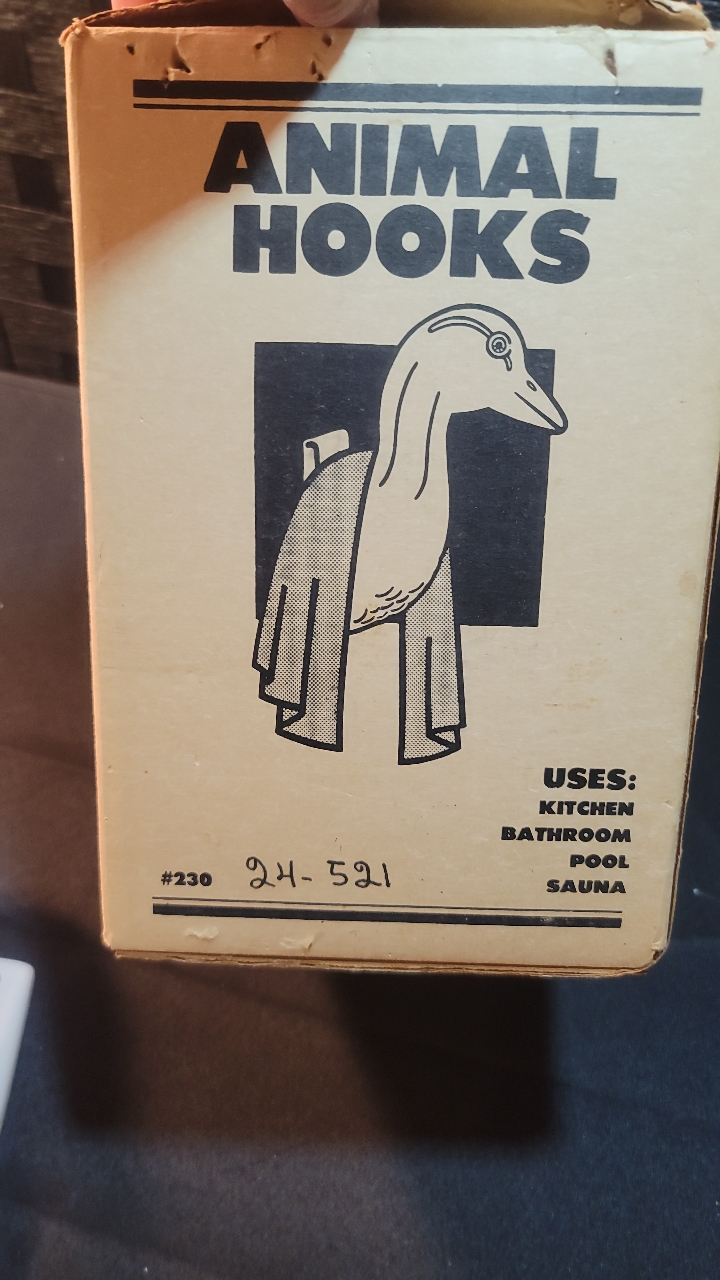 ANIMAL
HOOKS
USES:
KITCHEN
BATHROOM
POOL
SAUNA
#230 24-521